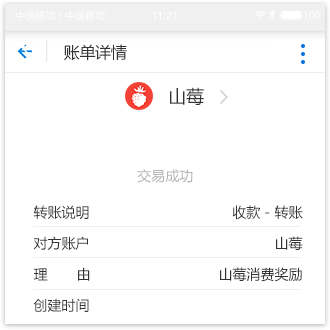 中国移动 | 中国移动 11:21 100
账单详情
山莓
交易成功
转账说明 收款 - 转账
对方账户 山莓
理 由 山莓消费奖励
创建时间